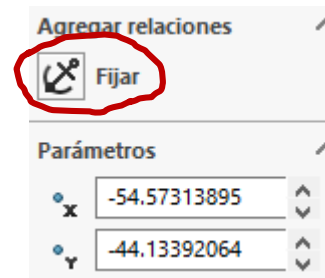 Agregar relaciones
Fijar
Parámetros
X -54.57313895
Y -44.13392064